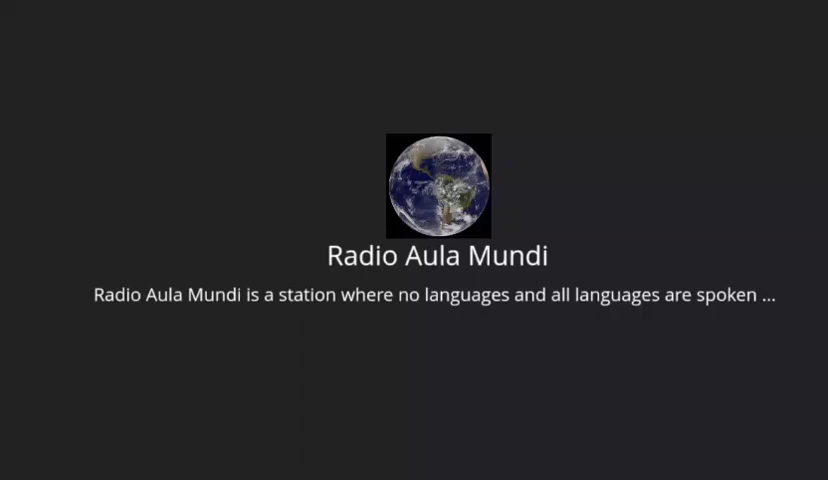 Radio Aula Mundi
Radio Aula Mundi is a station where no languages and all languages are spoken ...